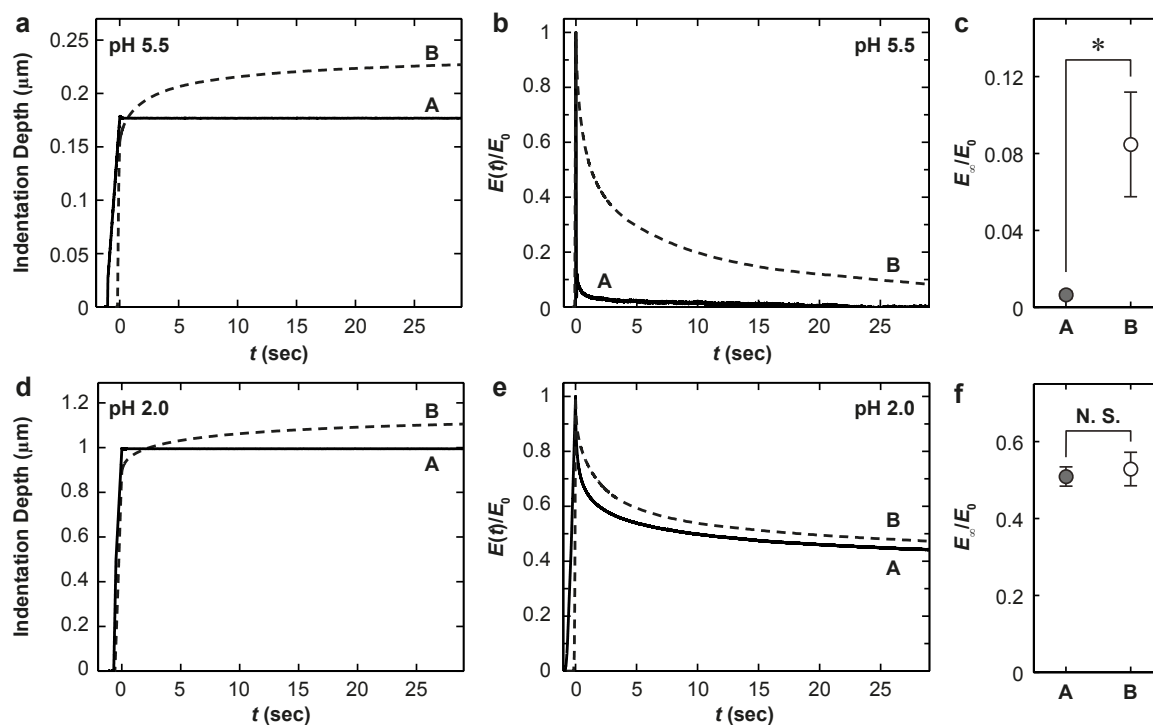 a
pH 5.5
Indentation Depth (μm)
0.25
0.2
0.15
0.1
0.05
0
B
A
0 5 10 15 20 25
t (sec)
b
pH 5.5
E(t)/E0
1
0.8
0.6
0.4
0.2
0
A
B
0 5 10 15 20 25
t (sec)
c
*
E∞/E0
0.12
0.08
0.04
0
A B
d
pH 2.0
Indentation Depth (μm)
1.2
1
0.8
0.6
0.4
0.2
0
B
A
0 5 10 15 20 25
t (sec)
e
pH 2.0
E(t)/E0
1
0.8
0.6
0.4
0.2
0
B
A
0 5 10 15 20 25
t (sec)
f
N. S.
E∞/E0
0.6
0.4
0.2
0
A B